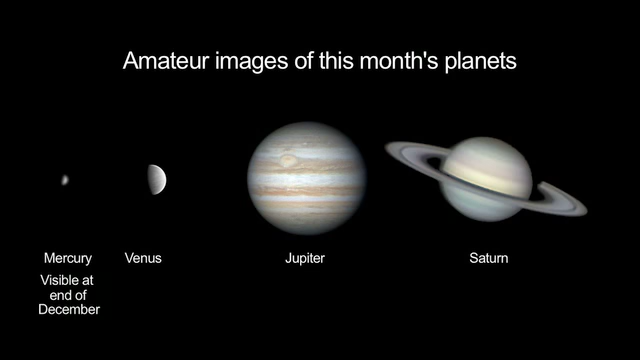 Amateur images of this month's planets
Mercury
Visible at
end of
December
Venus
Jupiter
Saturn